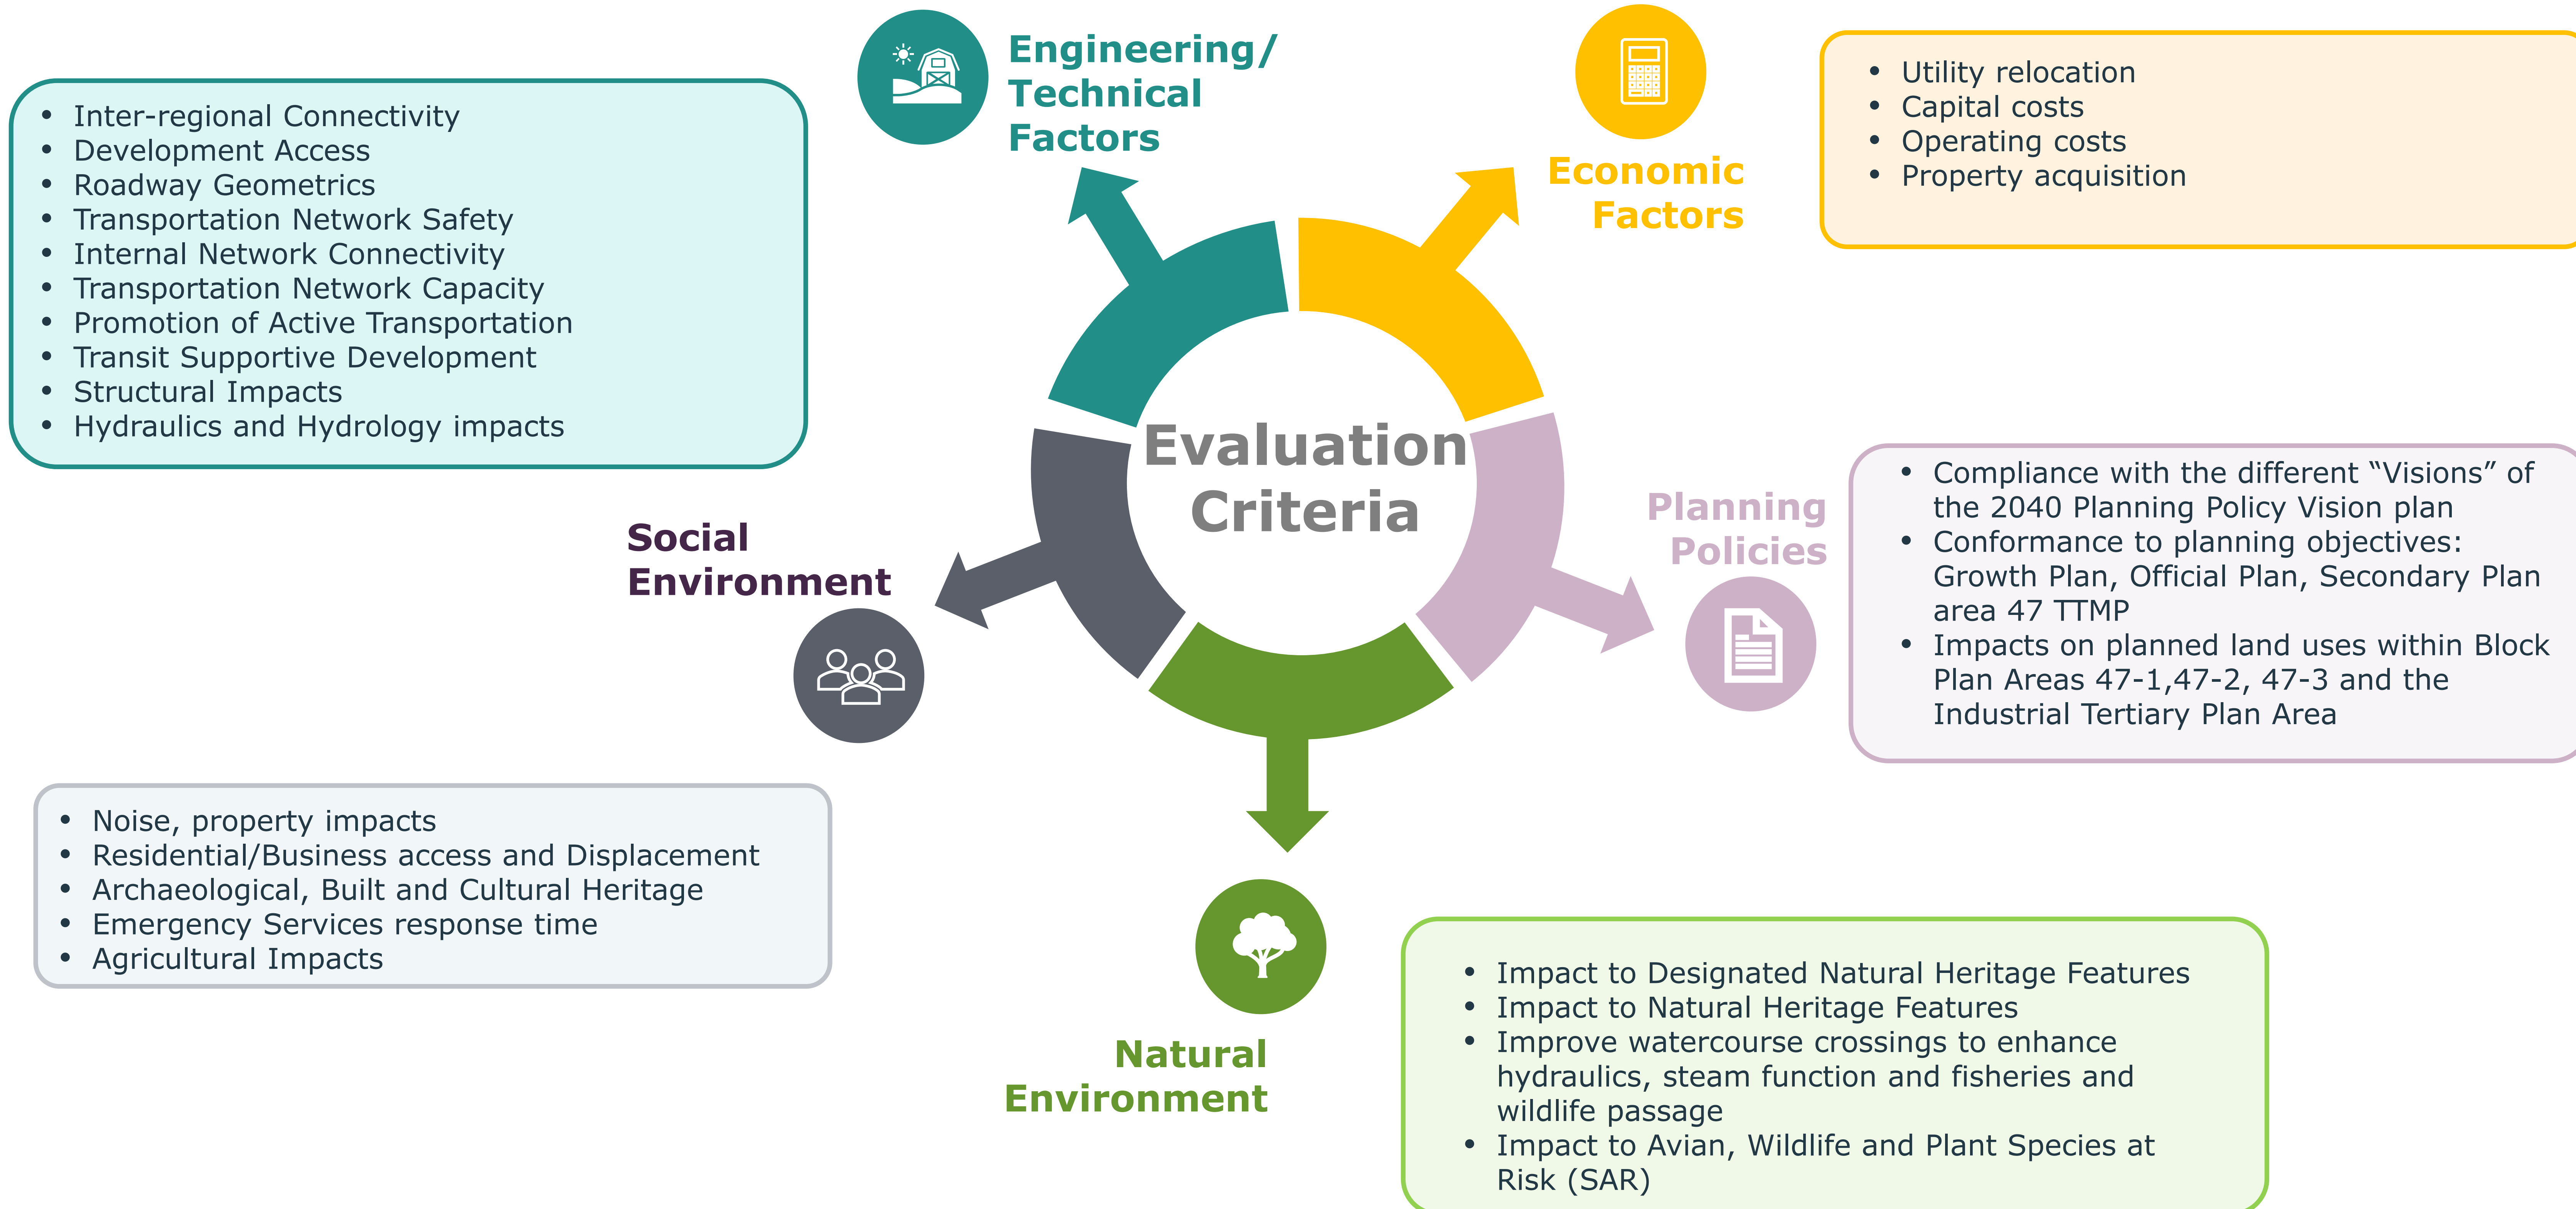 Engineering/
Technical
Factors
• Inter-regional Connectivity
• Development Access
• Roadway Geometrics
• Transportation Network Safety
• Internal Network Connectivity
• Transportation Network Capacity
• Promotion of Active Transportation
• Transit Supportive Development
• Structural Impacts
• Hydraulics and Hydrology impacts
Economic
Factors
• Utility relocation
• Capital costs
• Operating costs
• Property acquisition
Evaluation
Criteria
Planning
Policies
• Compliance with the different “Visions” of
the 2040 Planning Policy Vision plan
• Conformance to planning objectives:
Growth Plan, Official Plan, Secondary Plan
area 47 TTMP
• Impacts on planned land uses within Block
Plan Areas 47-1,47-2, 47-3 and the
Industrial Tertiary Plan Area
Social
Environment
• Noise, property impacts
• Residential/Business access and Displacement
• Archaeological, Built and Cultural Heritage
• Emergency Services response time
• Agricultural Impacts
Natural
Environment
• Impact to Designated Natural Heritage Features
• Impact to Natural Heritage Features
• Improve watercourse crossings to enhance
hydraulics, steam function and fisheries and
wildlife passage
• Impact to Avian, Wildlife and Plant Species at
Risk (SAR)